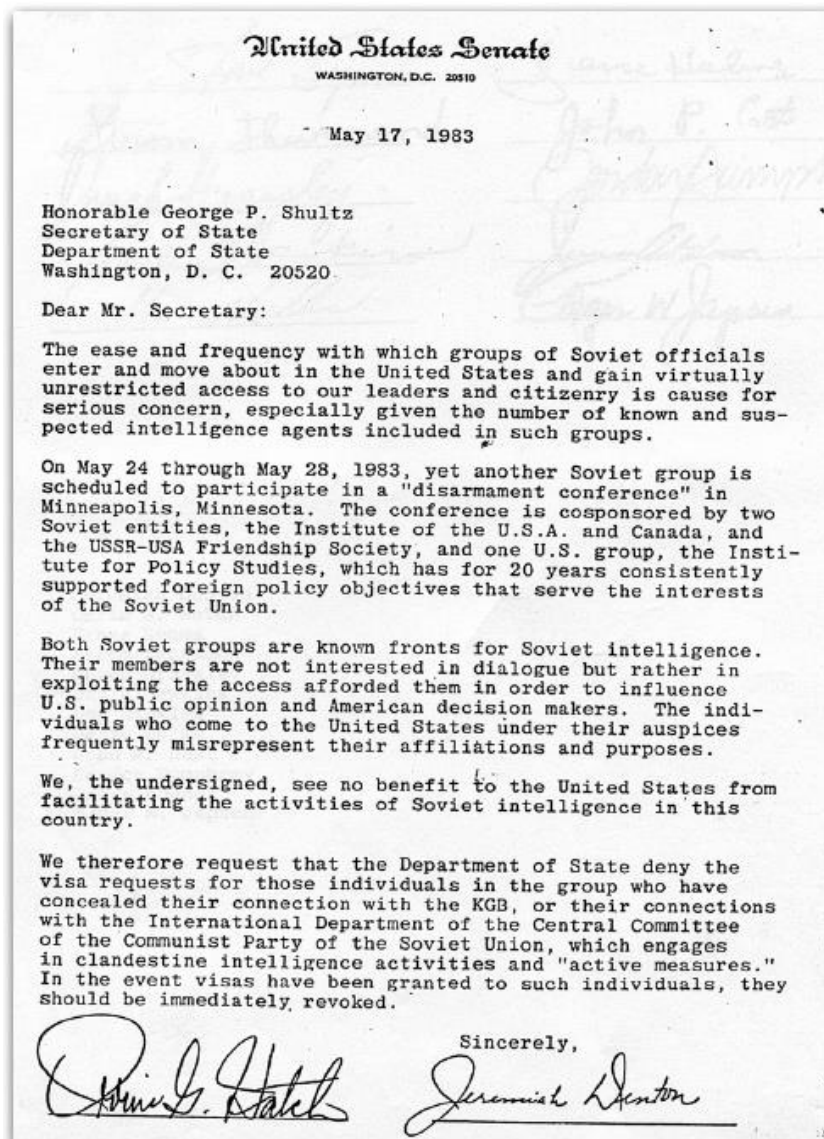 United States Senate
WASHINGTON, D.C. 20510
May 17, 1983
Honorable George P. Shultz
Secretary of State
Department of State
Washington, D. C. 20520
Dear Mr. Secretary:
The ease and frequency with which groups of Soviet officials
enter and move about in the United States and gain virtually
unrestricted access to our leaders and citizenry is cause for
serious concern, especially given the number of known and sus-
pected intelligence agents included in such groups.
On May 24 through May 28, 1983, yet another Soviet group is
scheduled to participate in a "disarmament conference" in
Minneapolis, Minnesota. The conference is cosponsored by two
Soviet entities, the Institute of the U.S.A. and Canada, and
the USSR-USA Friendship Society, and one U.S. group, the Insti-
tute for Policy Studies, which has for 20 years consistently
supported foreign policy objectives that serve the interests
of the Soviet Union.
Both Soviet groups are known fronts for Soviet intelligence.
Their members are not interested in dialogue but rather in
exploiting the access afforded them in order to influence
U.S. public opinion and American decision makers. The indi-
viduals who come to the United States under their auspices
frequently misrepresent their affiliations and purposes.
We, the undersigned, see no benefit to the United States from
facilitating the activities of Soviet intelligence in this
country.
We therefore request that the Department of State deny the
visa requests for those individuals in the group who have
concealed their connection with the KGB, or their connections
with the International Department of the Central Committee
of the Communist Party of the Soviet Union, which engages
in clandestine intelligence activities and "active measures."
In the event visas have been granted to such individuals, they
should be immediately revoked.
Sincerely,
Orrin G. Hatch Jeremiah Denton